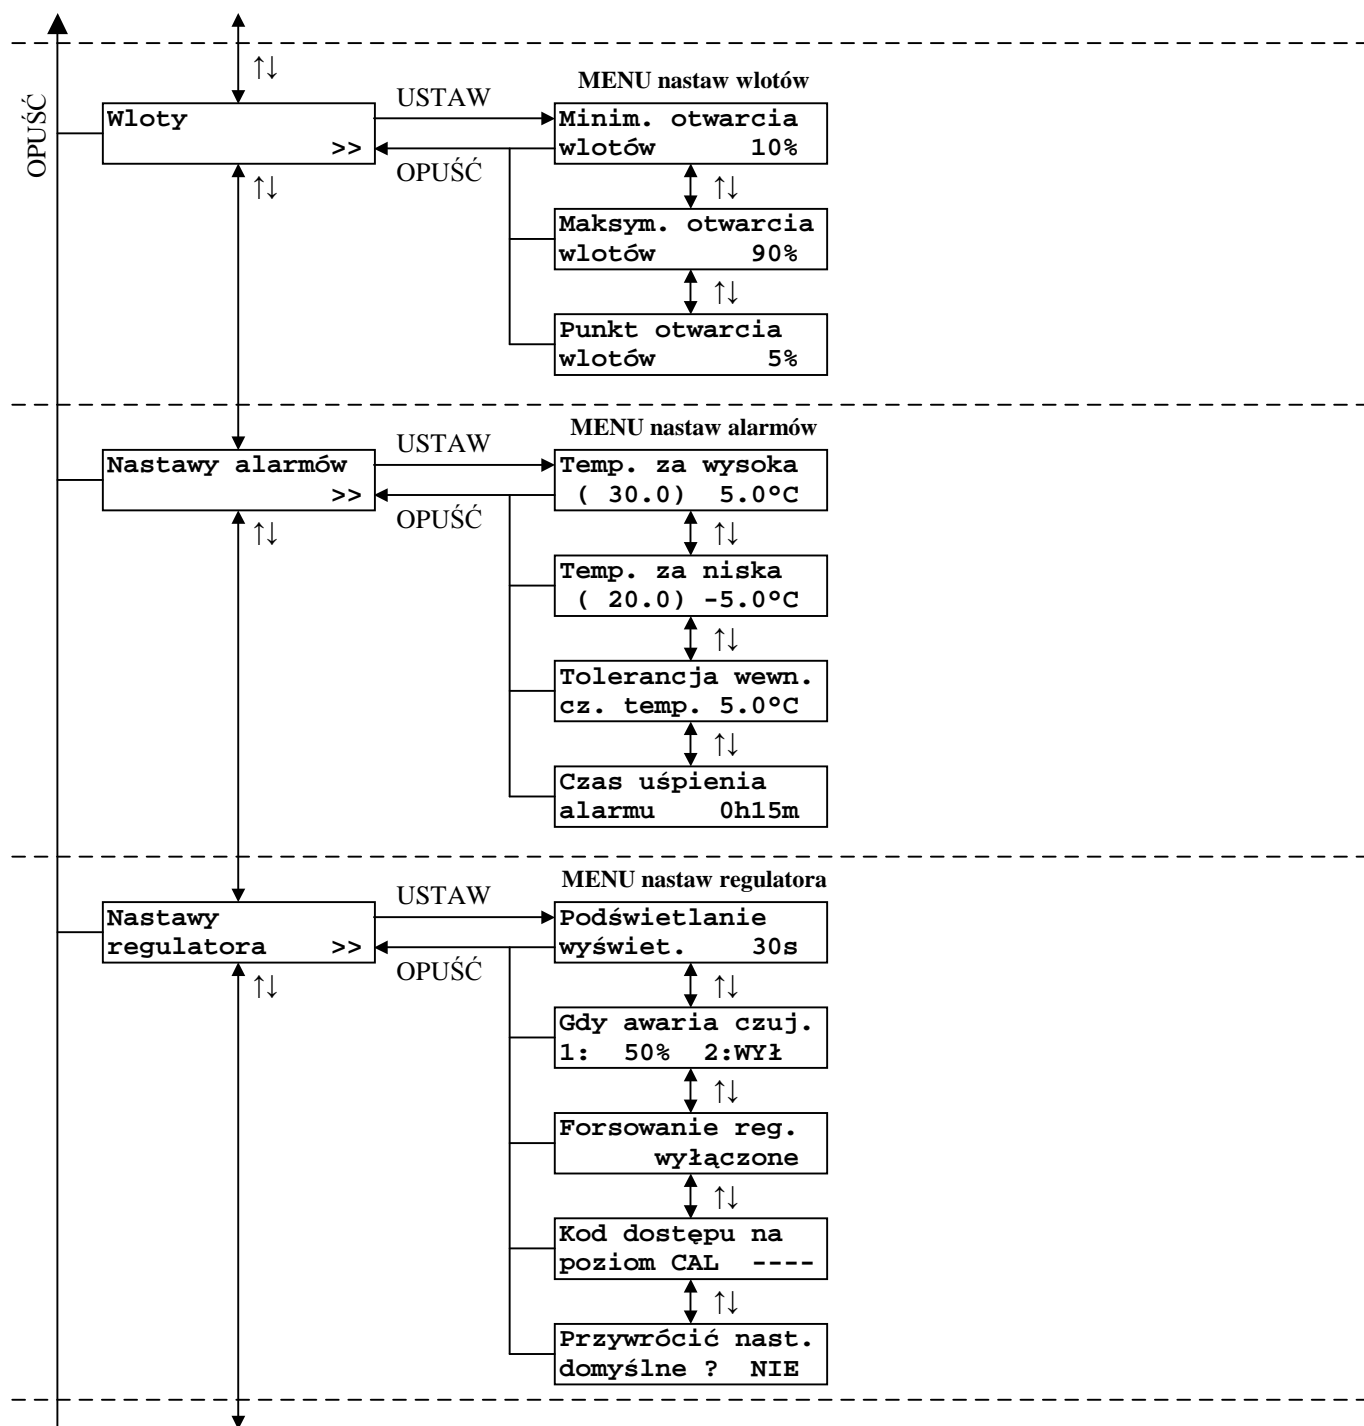 ↑↓
MENU nastaw wlotów
OPUŚĆ
Wloty
>>
USTAW
OPUŚĆ
Minim. otwarcia
wlotów 10%
↑↓
↑↓
Maksym. otwarcia
wlotów 90%
↑↓
Punkt otwarcia
wlotów 5%
MENU nastaw alarmów
Nastawy alarmów
>>
USTAW
OPUŚĆ
Temp. za wysoka
( 30.0) 5.0°C
↑↓
↑↓
Temp. za niska
( 20.0) -5.0°C
↑↓
Tolerancja wewn.
cz. temp. 5.0°C
↑↓
Czas uśpienia
alarmu 0h15m
MENU nastaw regulatora
Nastawy
regulatora >>
USTAW
OPUŚĆ
Podświetlanie
wyświet. 30s
↑↓
↑↓
Gdy awaria czuj.
1: 50% 2:WYł
↑↓
Forsowanie reg.
wyłączone
↑↓
Kod dostępu na
poziom CAL ----
↑↓
Przywrócić nast.
domyślne ? NIE